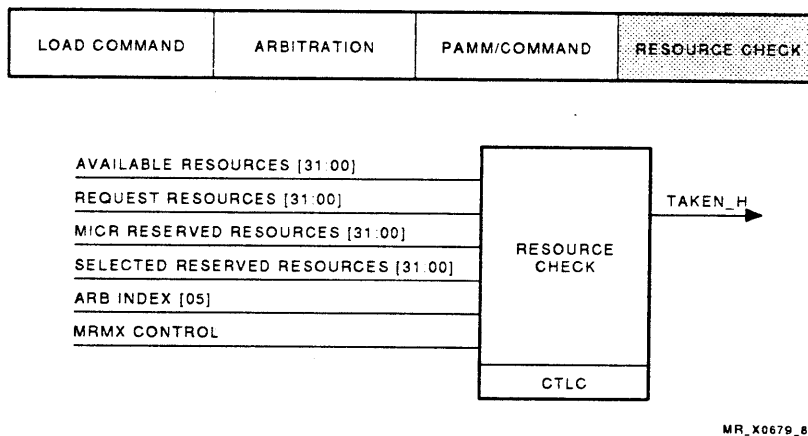 LOAD COMMAND
ARBITRATION
PAMM/COMMAND
RESOURCE CHECK
AVAILABLE RESOURCES [31:00]
REQUEST RESOURCES [31:00]
MICR RESERVED RESOURCES [31:00]
SELECTED RESERVED RESOURCES [31:00]
ARB INDEX [05]
MRMX CONTROL
RESOURCE
CHECK
CTLC
TAKEN_H
MR_X0679_8